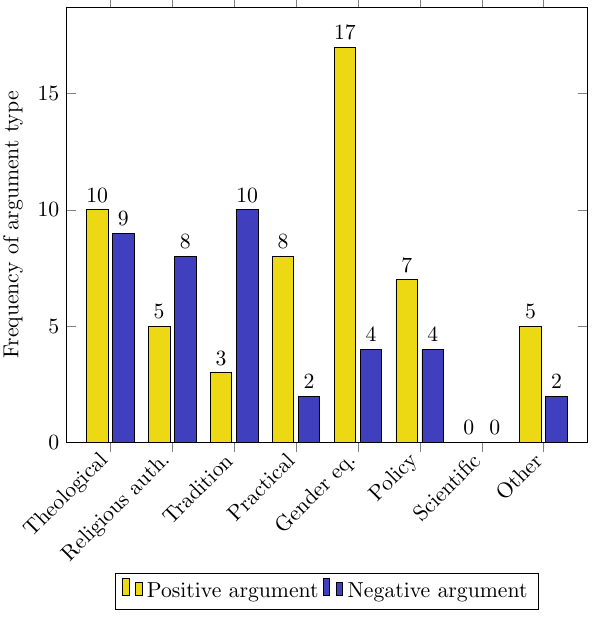 Frequency of argument type
15
10
5
0
10
9
5
8
3
10
8
2
17
4
7
4
0
0
5
2
Theological
Religious auth.
Tradition
Practical
Gender eq.
Policy
Scientific
Other
Positive argument Negative argument